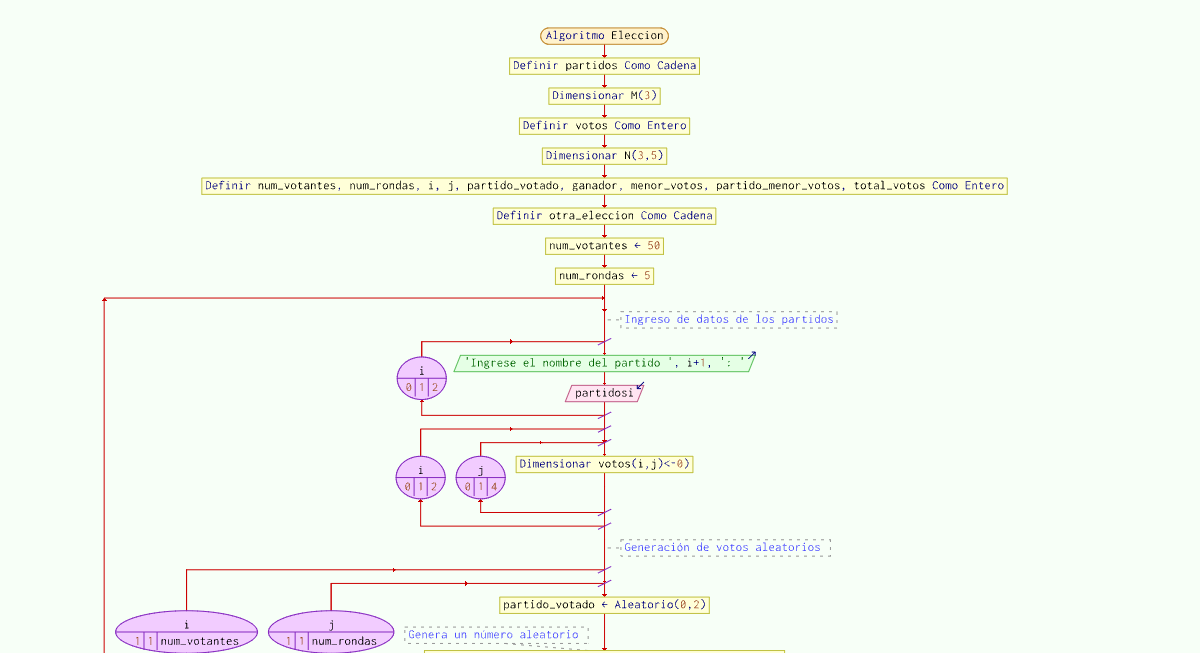 Algoritmo Eleccion
Definir partidos Como Cadena
Dimensionar M(3)
Definir votos Como Entero
Dimensionar N(3,5)
Definir num_votantes, num_rondas, i, j, partido_votado, ganador, menor_votos, partido_menor_votos, total_votos Como Entero
Definir otra_eleccion Como Cadena
num_votantes ← 50
num_rondas ← 5
Ingreso de datos de los partidos
'Ingrese el nombre del partido ', i+1, ': '
i
0 1 2
partidosi
Dimensionar votos(i,j)<-0)
i
0 1 2
j
0 1 4
Generación de votos aleatorios
partido_votado ← Aleatorio(0,2)
i
1 1 num_votantes
j
1 1 num_rondas
Genera un número aleatorio